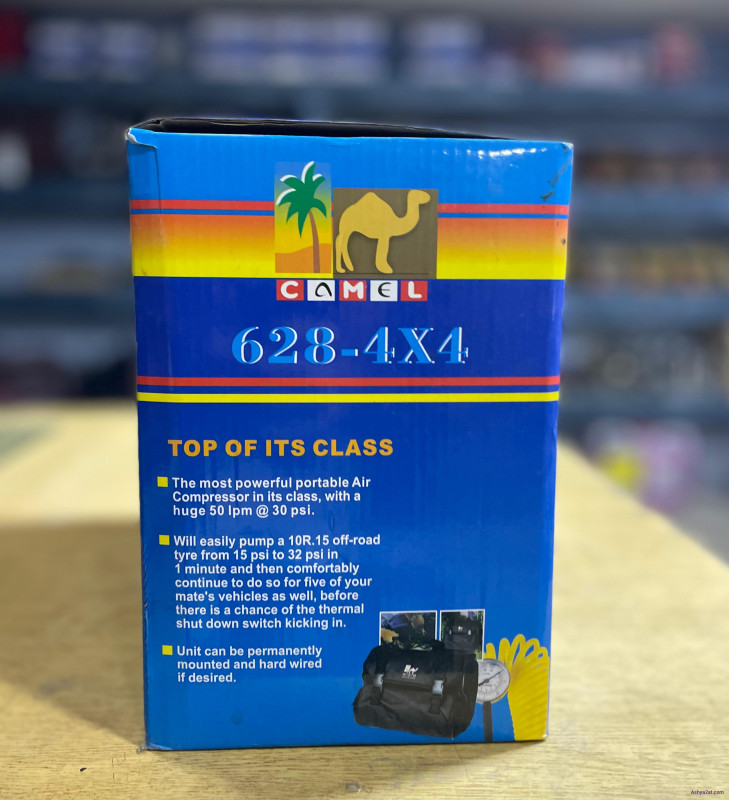 CAMEL
628-4X4
TOP OF ITS CLASS
The most powerful portable Air
Compressor in its class, with a
huge 50 lpm @ 30 psi.
Will easily pump a 10R.15 off-road
tyre from 15 psi to 32 psi in
1 minute and then comfortably
continue to do so for five of your
mate's vehicles as well, before
there is a chance of the thermal
shut down switch kicking in.
Unit can be permanently
mounted and hard wired
if desired.